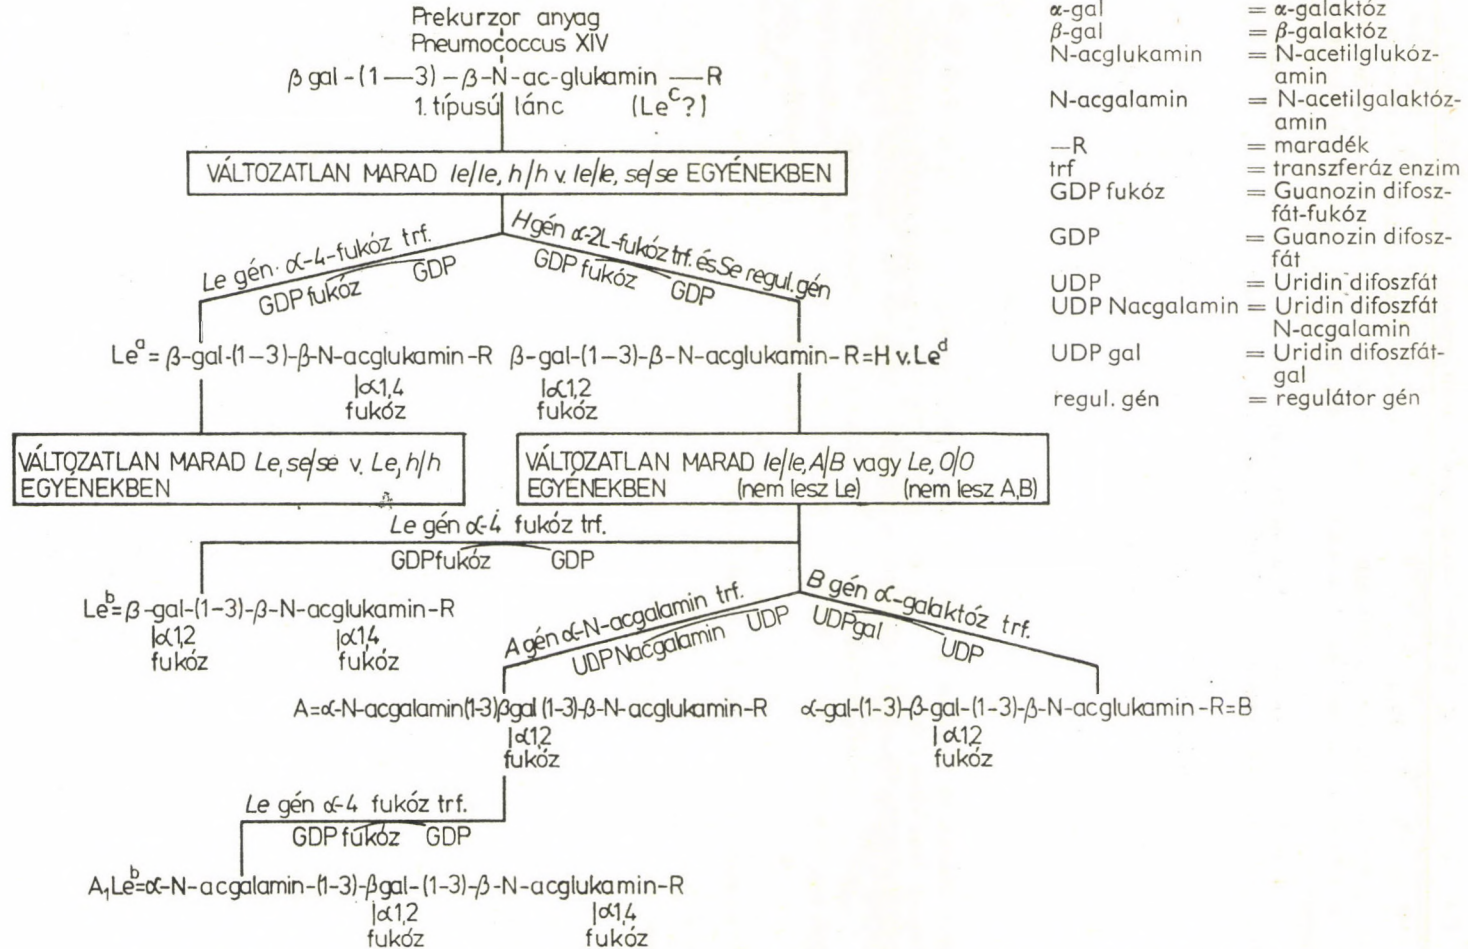 Prekurzor anyag
Pneumococcus XIV
β gal-(1—3)-β-N-ac-glukamin —R
1. típusú lánc (Leᶜ?)
VÁLTOZATLAN MARAD le/le, h/h v. le/le, se/se EGYÉNEKBEN
Le gén· α-4-fukóz trf.
GDP fukóz GDP
H gén α-2L-fukóz trf. és Se regul. gén
GDP fukóz GDP
Leᵃ= β-gal-(1-3)-β-N-acglukamin-R
|α1,4
fukóz
β-gal-(1-3)-β-N-acglukamin-R=H v. Leᵈ
|α1,2
fukóz
VÁLTOZATLAN MARAD Le, se/se v. Le, h/h
EGYÉNEKBEN
VÁLTOZATLAN MARAD le/le, A/B vagy Le, O/O
EGYÉNEKBEN (nem lesz Le) (nem lesz A,B)
Le gén α-4 fukóz trf.
GDP fukóz GDP
Leᵇ=β-gal-(1-3)-β-N-acglukamin-R
|α1,2 |α1,4
fukóz fukóz
A gén α-N-acgalamin trf.
UDP Nacgalamin UDP
B gén α-galaktóz trf.
UDP gal UDP
A=α-N-acgalamin(1-3)βgal(1-3)-β-N-acglukamin-R
|α1,2
fukóz
α-gal-(1-3)-β-gal-(1-3)-β-N-acglukamin-R=B
|α1,2
fukóz
Le gén α-4 fukóz trf.
GDP fukóz GDP
A₁Leᵇ=α-N-acgalamin-(1-3)-βgal-(1-3)-β-N-acglukamin-R
|α1,2 |α1,4
fukóz fukóz
α-gal = α-galaktóz
β-gal = β-galaktóz
N-acglukamin = N-acetilglukóz-
amin
N-acgalamin = N-acetilgalaktóz-
amin
—R = maradék
trf = transzferáz enzim
GDP fukóz = Guanozin difosz-
fát-fukóz
GDP = Guanozin difosz-
fát
UDP = Uridin difoszfát
UDP Nacgalamin = Uridin difoszfát
N-acgalamin
UDP gal = Uridin difoszfát-
gal
regul. gén = regulátor gén